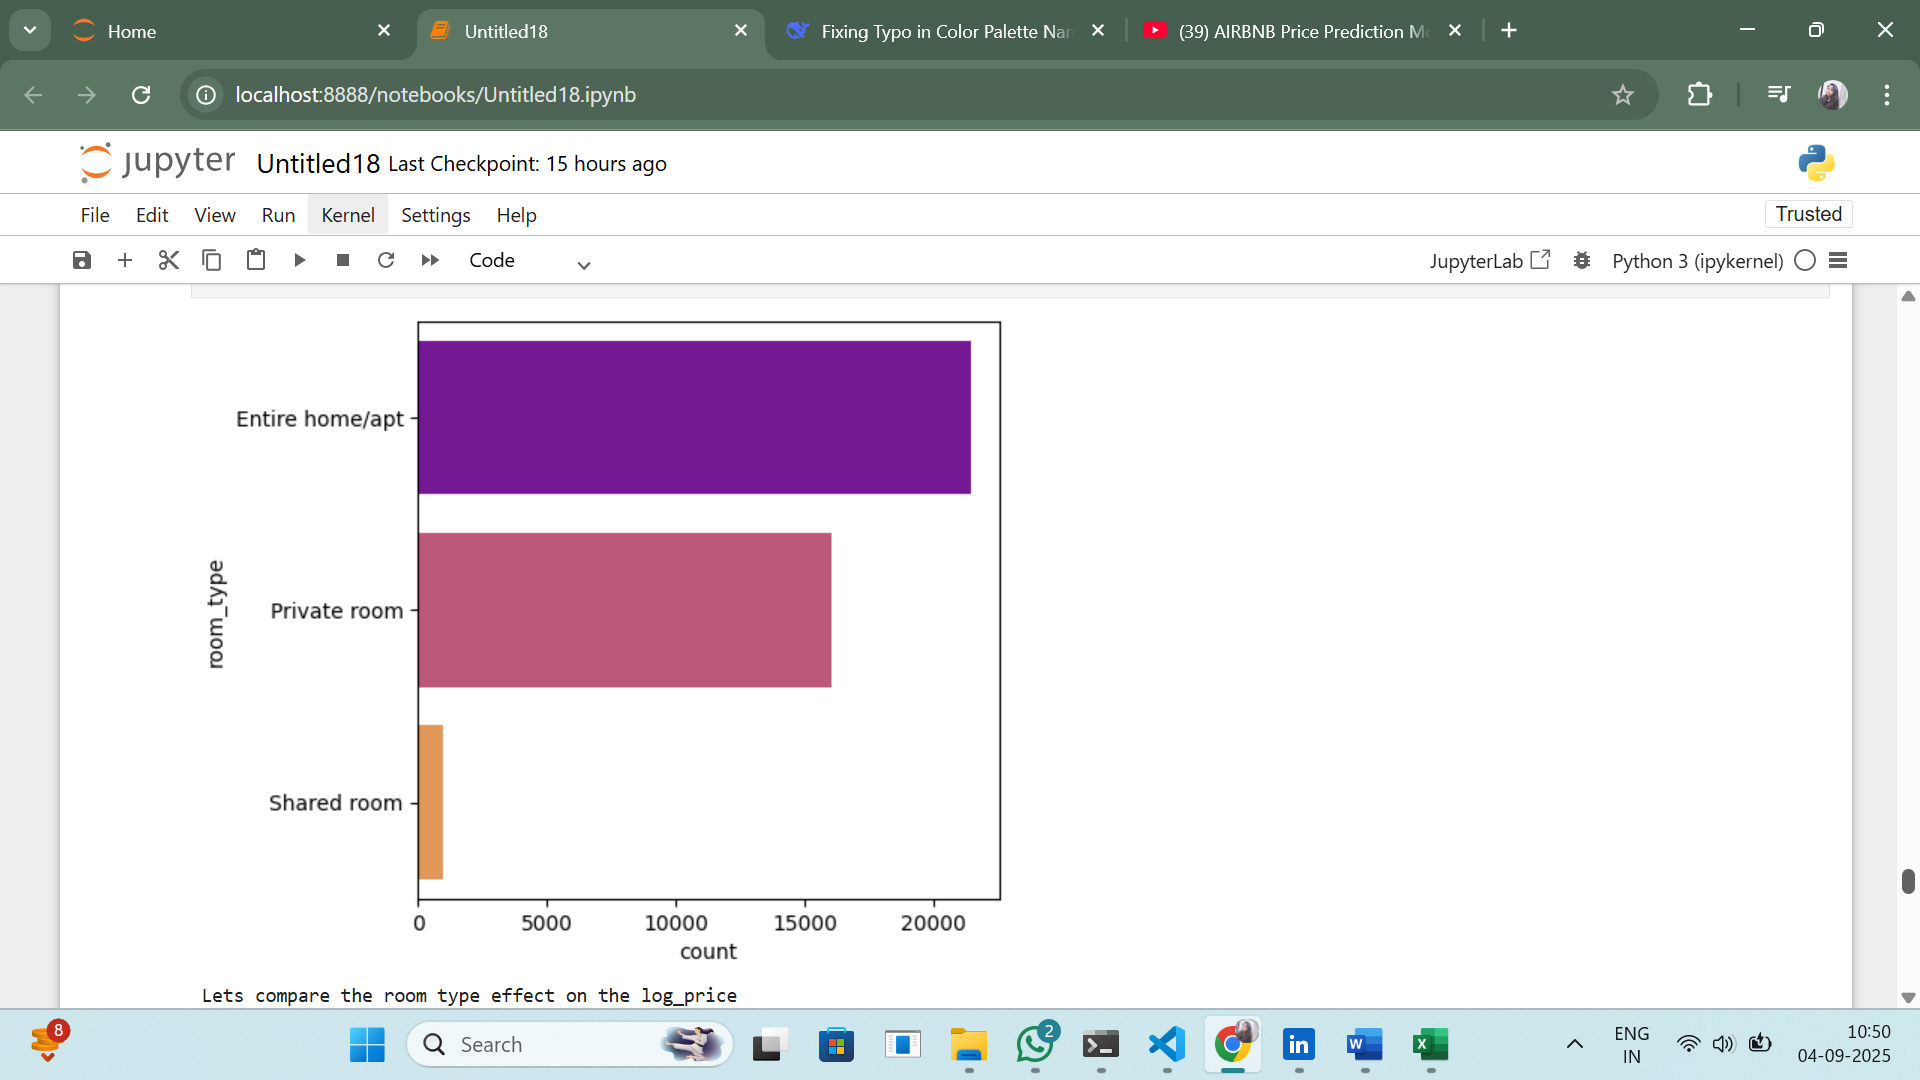 Home
Untitled18
Fixing Typo in Color Palette Nar
(39) AIRBNB Price Prediction Mo
localhost:8888/notebooks/Untitled18.ipynb
jupyter Untitled18 Last Checkpoint: 15 hours ago
File Edit View Run Kernel Settings Help
Trusted
Code
JupyterLab
Python 3 (ipykernel)
Entire home/apt
Private room
Shared room
room_type
0 5000 10000 15000 20000
count
Lets compare the room type effect on the log_price
8
Search
2
ENG
IN
10:50
04-09-2025